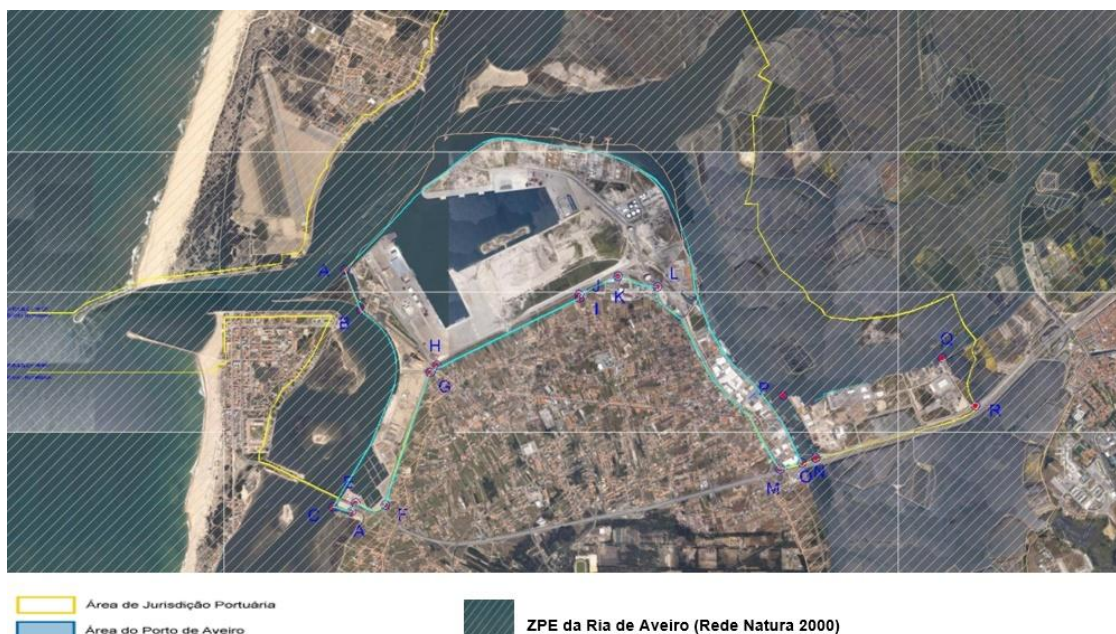 A
B
L
J
K
I
H
G
Q
P
R
E
C
F
A
M
O
N
Área de Jurisdição Portuária
Área do Porto de Aveiro
ZPE da Ria de Aveiro (Rede Natura 2000)